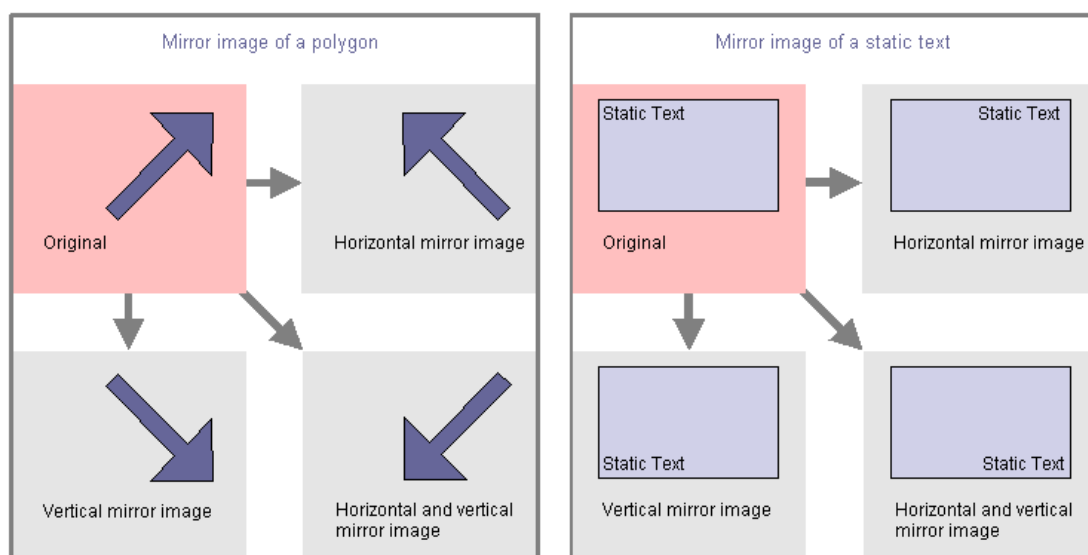 Mirror image of a polygon
Original
Horizontal mirror image
Vertical mirror image
Horizontal and vertical
mirror image
Mirror image of a static text
Static Text
Original
Static Text
Horizontal mirror image
Static Text
Vertical mirror image
Static Text
Horizontal and vertical
mirror image